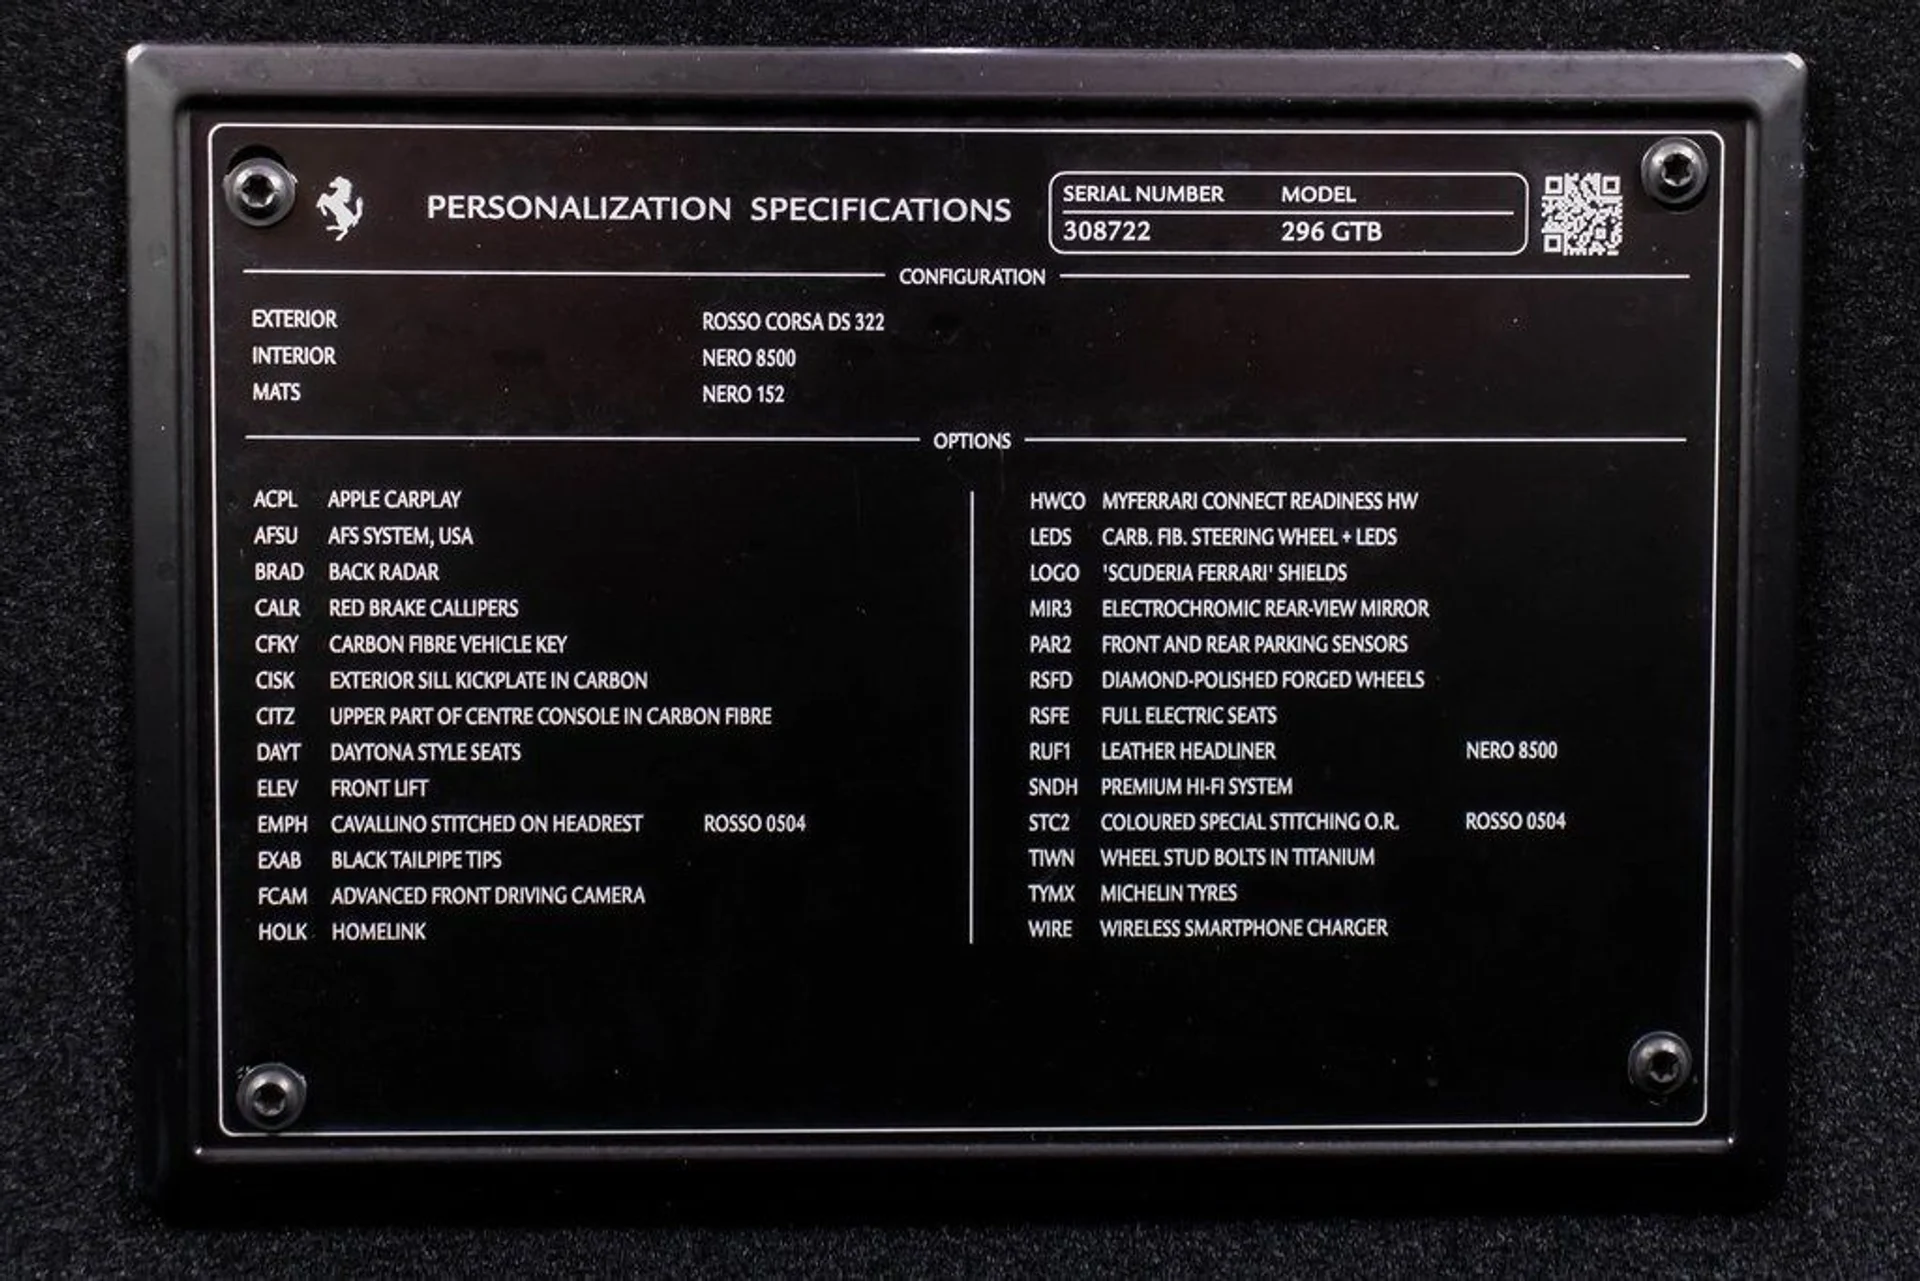 PERSONALIZATION SPECIFICATIONS
SERIAL NUMBER MODEL
308722 296 GTB
CONFIGURATION
EXTERIOR ROSSO CORSA DS 322
INTERIOR NERO 8500
MATS NERO 152
OPTIONS
ACPL APPLE CARPLAY
AFSU AFS SYSTEM, USA
BRAD BACK RADAR
CALR RED BRAKE CALLIPERS
CFKY CARBON FIBRE VEHICLE KEY
CISK EXTERIOR SILL KICKPLATE IN CARBON
CITZ UPPER PART OF CENTRE CONSOLE IN CARBON FIBRE
DAYT DAYTONA STYLE SEATS
ELEV FRONT LIFT
EMPH CAVALLINO STITCHED ON HEADREST ROSSO 0504
EXAB BLACK TAILPIPE TIPS
FCAM ADVANCED FRONT DRIVING CAMERA
HOLK HOMELINK
HWCO MYFERRARI CONNECT READINESS HW
LEDS CARB. FIB. STEERING WHEEL + LEDS
LOGO 'SCUDERIA FERRARI' SHIELDS
MIR3 ELECTROCHROMIC REAR-VIEW MIRROR
PAR2 FRONT AND REAR PARKING SENSORS
RSFD DIAMOND-POLISHED FORGED WHEELS
RSFE FULL ELECTRIC SEATS
RUF1 LEATHER HEADLINER NERO 8500
SNDH PREMIUM HI-FI SYSTEM
STC2 COLOURED SPECIAL STITCHING O.R. ROSSO 0504
TIWN WHEEL STUD BOLTS IN TITANIUM
TYMX MICHELIN TYRES
WIRE WIRELESS SMARTPHONE CHARGER